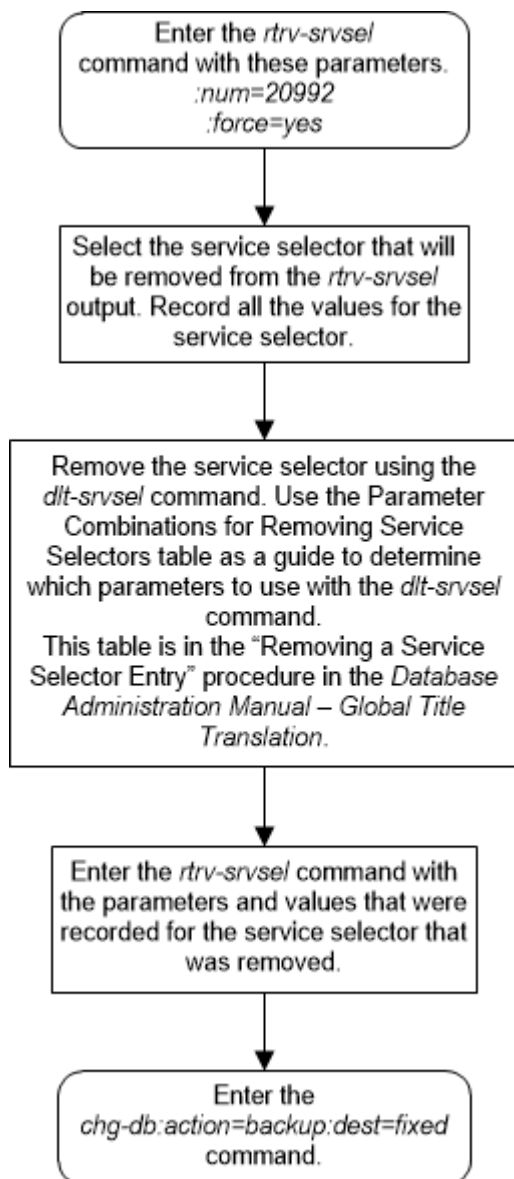 Enter the rtrv-srvsel
command with these parameters.
:num=20992
:force=yes
Select the service selector that will
be removed from the rtrv-srvsel
output. Record all the values for the
service selector.
Remove the service selector using the
dlt-srvsel command. Use the Parameter
Combinations for Removing Service
Selectors table as a guide to determine
which parameters to use with the dlt-srvsel
command.
This table is in the “Removing a Service
Selector Entry” procedure in the Database
Administration Manual – Global Title
Translation.
Enter the rtrv-srvsel command with
the parameters and values that were
recorded for the service selector that
was removed.
Enter the
chg-db:action=backup:dest=fixed
command.